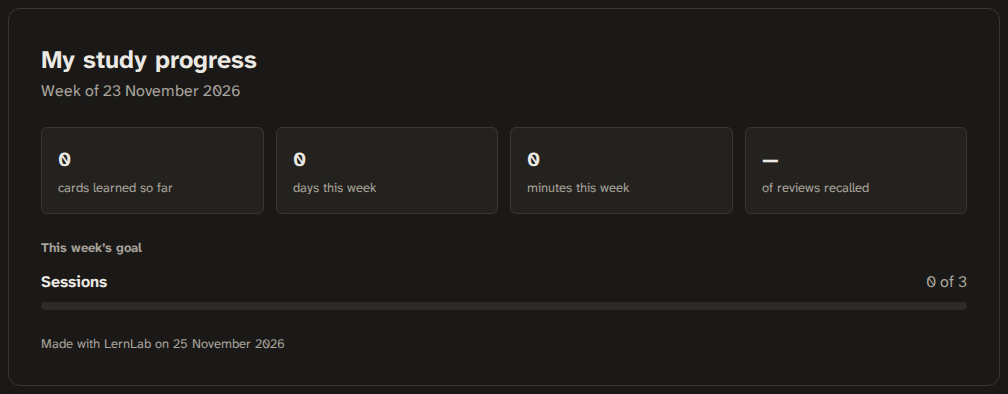 My study progress
Week of 23 November 2026
0
cards learned so far
0
days this week
0
minutes this week
—
of reviews recalled
This week's goal
Sessions
0 of 3
Made with LernLab on 25 November 2026